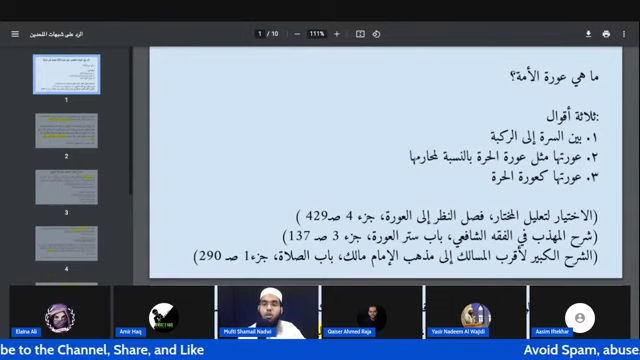 الرد على شبهات الملحدين
1 / 10
111%
ما هي عورة الأمة؟
ثلاثة أقوال:
١. بين السرة إلى الركبة
٢. عورتها مثل عورة الحرة بالنسبة لمحارمها
٣. عورتها كعورة الحرة
(الاختيار لتعليل المختار، فصل النظر إلى العورة، جزء 4 صـ429 )
(شرح المهذب في الفقه الشافعي، باب ستر العورة، جزء 3 صـ 137)
(الشرح الكبير لأقرب المسالك إلى مذهب الإمام مالك، باب الصلاة، جزء1 صـ 290)
1
2
3
4
Elaina Ali
Amir Haq
Mufti Shamail Nadwi
Qaiser Ahmed Raja
Yasir Nadeem Al Wajidi
Aasim Iftekhar
be to the Channel, Share, and Like
Avoid Spam, abuse